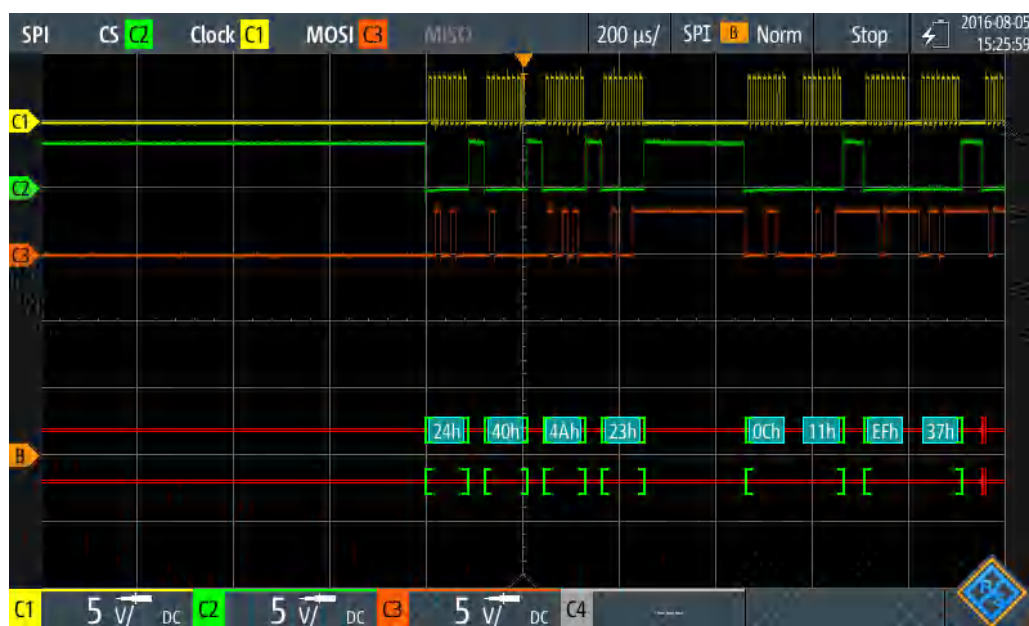 SPI CS C2 Clock C1 MOSI C3 MISO 200 µs/ SPI B Norm Stop 2016-08-05
15:25:59
C1
C2
C3
24h 40h 4Ah 23h 0Ch 11h EFh 37h
B
C1 5 V/ DC C2 5 V/ DC C3 5 V/ DC C4 ---